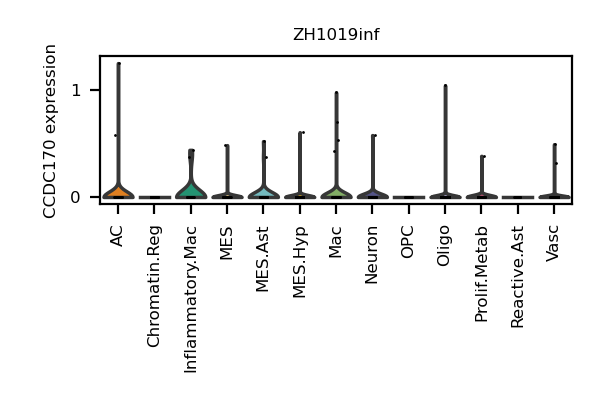 ZH1019inf
CCDC170 expression
1
0
AC
Chromatin.Reg
Inflammatory.Mac
MES
MES.Ast
MES.Hyp
Mac
Neuron
OPC
Oligo
Prolif.Metab
Reactive.Ast
Vasc